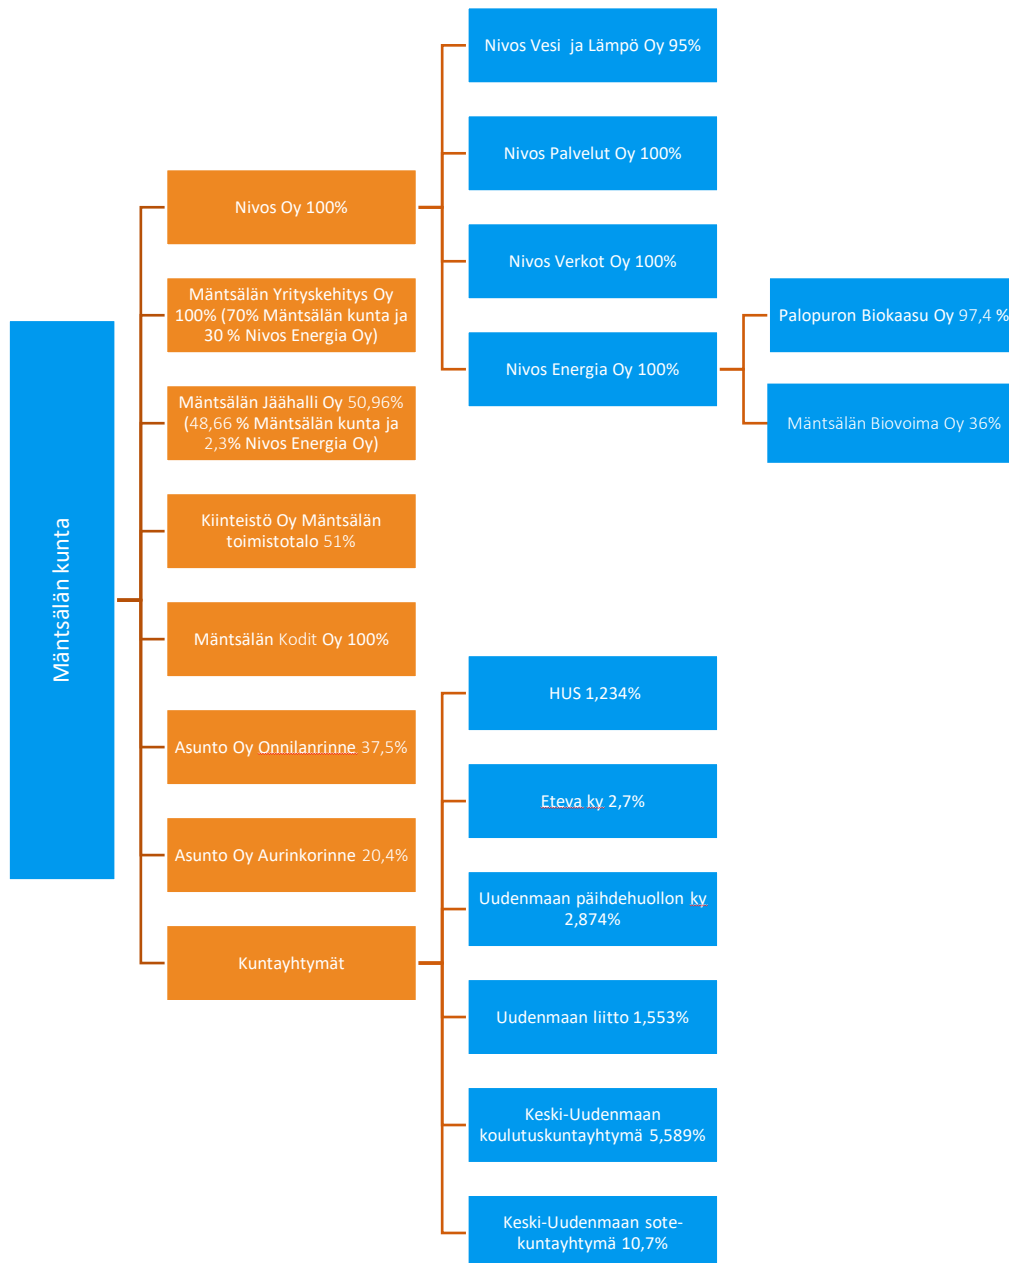 Mäntsälän kunta
Nivos Oy 100%
Nivos Vesi ja Lämpö Oy 95%
Nivos Palvelut Oy 100%
Nivos Verkot Oy 100%
Nivos Energia Oy 100%
Palopuron Biokaasu Oy 97,4 %
Mäntsälän Biovoima Oy 36%
Mäntsälän Yrityskehitys Oy
100% (70% Mäntsälän kunta ja
30 % Nivos Energia Oy)
Mäntsälän Jäähalli Oy 50,96%
(48,66 % Mäntsälän kunta ja
2,3% Nivos Energia Oy)
Kiinteistö Oy Mäntsälän
toimistotalo 51%
Mäntsälän Kodit Oy 100%
Asunto Oy Onnilanrinne 37,5%
Asunto Oy Aurinkorinne 20,4%
Kuntayhtymät
HUS 1,234%
Eteva ky 2,7%
Uudenmaan päihdehuollon ky
2,874%
Uudenmaan liitto 1,553%
Keski-Uudenmaan
koulutuskuntayhtymä 5,589%
Keski-Uudenmaan sote-
kuntayhtymä 10,7%